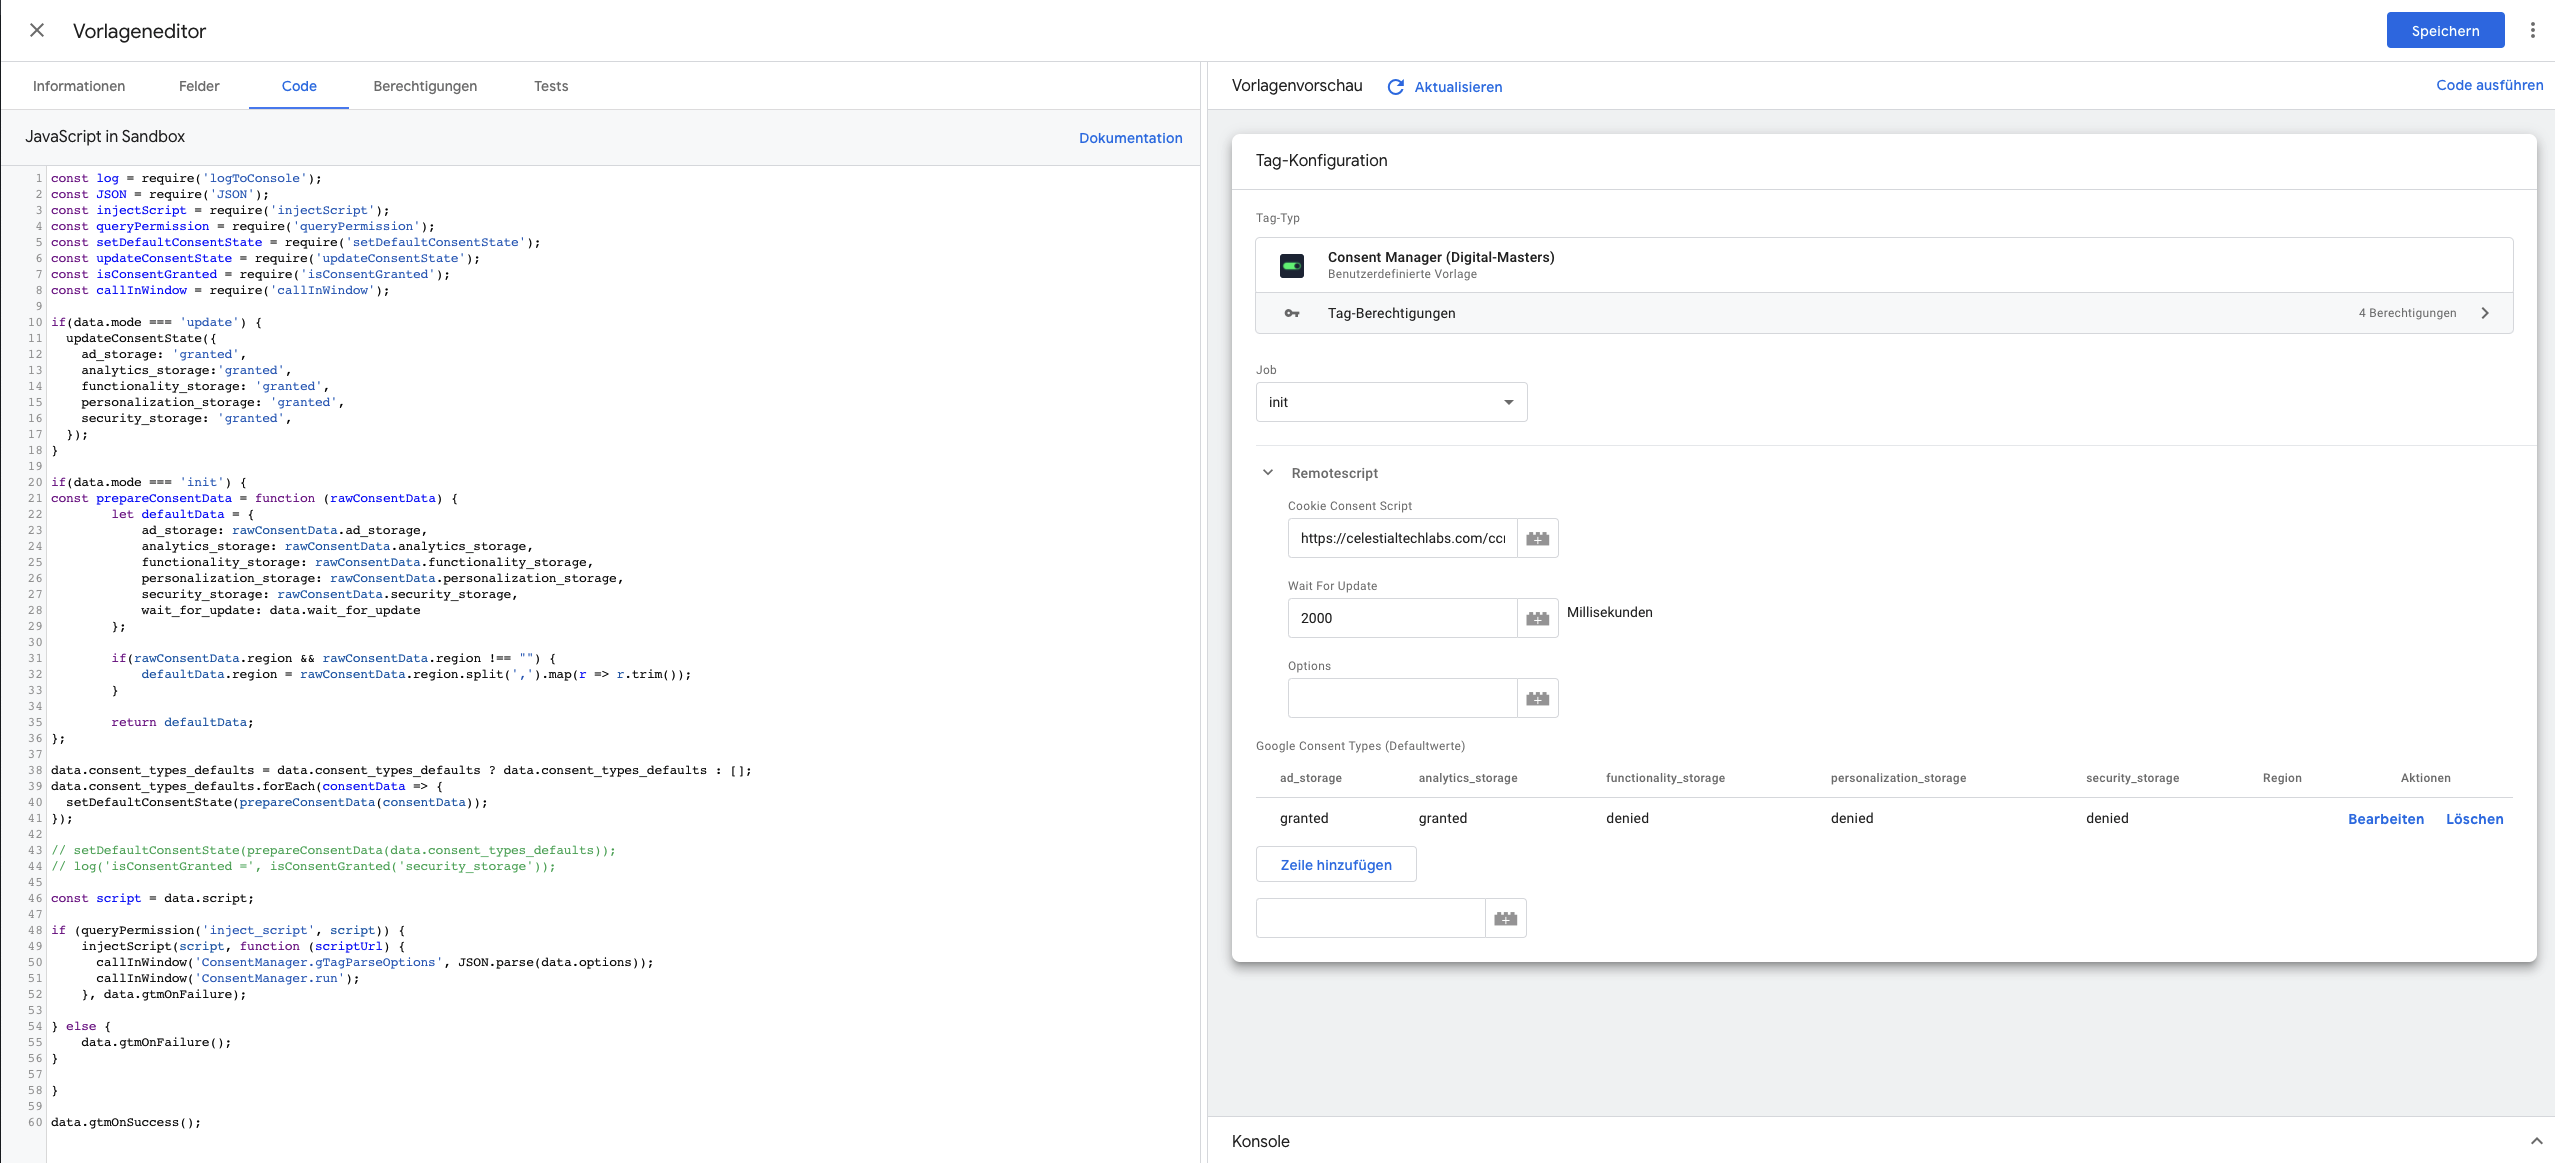 Vorlageneditor
Speichern
Informationen
Felder
Code
Berechtigungen
Tests
JavaScript in Sandbox
Dokumentation
1 const log = require('logToConsole');
2 const JSON = require('JSON');
3 const injectScript = require('injectScript');
4 const queryPermission = require('queryPermission');
5 const setDefaultConsentState = require('setDefaultConsentState');
6 const updateConsentState = require('updateConsentState');
7 const isConsentGranted = require('isConsentGranted');
8 const callInWindow = require('callInWindow');
9
10 if(data.mode === 'update') {
11   updateConsentState({
12     ad_storage: 'granted',
13     analytics_storage:'granted',
14     functionality_storage: 'granted',
15     personalization_storage: 'granted',
16     security_storage: 'granted',
17   });
18 }
19
20 if(data.mode === 'init') {
21 const prepareConsentData = function (rawConsentData) {
22         let defaultData = {
23             ad_storage: rawConsentData.ad_storage,
24             analytics_storage: rawConsentData.analytics_storage,
25             functionality_storage: rawConsentData.functionality_storage,
26             personalization_storage: rawConsentData.personalization_storage,
27             security_storage: rawConsentData.security_storage,
28             wait_for_update: data.wait_for_update
29         };
30
31         if(rawConsentData.region && rawConsentData.region !== "") {
32             defaultData.region = rawConsentData.region.split(',').map(r => r.trim());
33         }
34
35         return defaultData;
36 };
37
38 data.consent_types_defaults = data.consent_types_defaults ? data.consent_types_defaults : [];
39 data.consent_types_defaults.forEach(consentData => {
40   setDefaultConsentState(prepareConsentData(consentData));
41 });
42
43 // setDefaultConsentState(prepareConsentData(data.consent_types_defaults));
44 // log('isConsentGranted =', isConsentGranted('security_storage'));
45
46 const script = data.script;
47
48 if (queryPermission('inject_script', script)) {
49     injectScript(script, function (scriptUrl) {
50       callInWindow('ConsentManager.gTagParseOptions', JSON.parse(data.options));
51       callInWindow('ConsentManager.run');
52     }, data.gtmOnFailure);
53
54 } else {
55     data.gtmOnFailure();
56 }
57
58 }
59
60 data.gtmOnSuccess();
Vorlagenvorschau
Aktualisieren
Code ausführen
Tag-Konfiguration
Tag-Typ
Consent Manager (Digital-Masters)
Benutzerdefinierte Vorlage
Tag-Berechtigungen
4 Berechtigungen
Job
init
Remotescript
Cookie Consent Script
https://celestialtechlabs.com/ccr
Wait For Update
2000
Millisekunden
Options
Google Consent Types (Defaultwerte)
ad_storage analytics_storage functionality_storage personalization_storage security_storage Region Aktionen
granted granted denied denied denied Bearbeiten Löschen
Zeile hinzufügen
Konsole